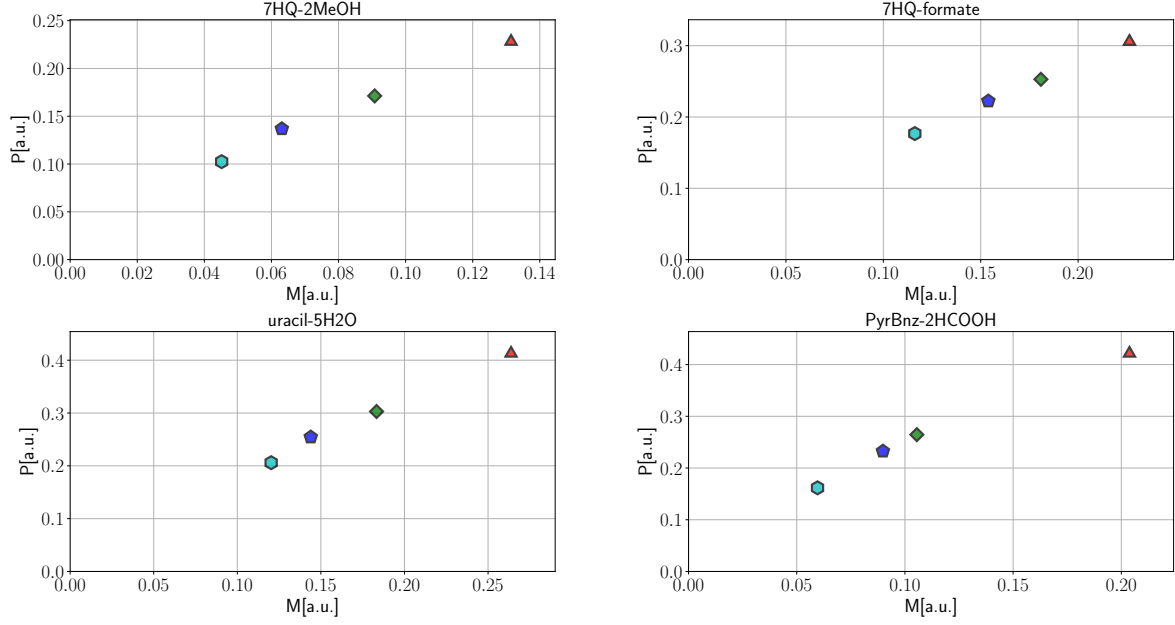 7HQ-2MeOH
0.25
0.20
0.15
0.10
0.05
0.00
P[a.u.]
0.00 0.02 0.04 0.06 0.08 0.10 0.12 0.14
M[a.u.]
7HQ-formate
0.3
0.2
0.1
0.0
P[a.u.]
0.00 0.05 0.10 0.15 0.20
M[a.u.]
uracil-5H2O
0.4
0.3
0.2
0.1
0.0
P[a.u.]
0.00 0.05 0.10 0.15 0.20 0.25
M[a.u.]
PyrBnz-2HCOOH
0.4
0.3
0.2
0.1
0.0
P[a.u.]
0.00 0.05 0.10 0.15 0.20
M[a.u.]